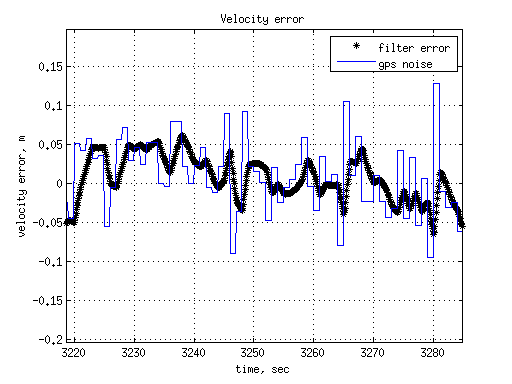 Velocity error
filter error
gps noise
0.15
0.1
0.05
0
-0.05
-0.1
-0.15
-0.2
velocity error, m
3220 3230 3240 3250 3260 3270 3280
time, sec